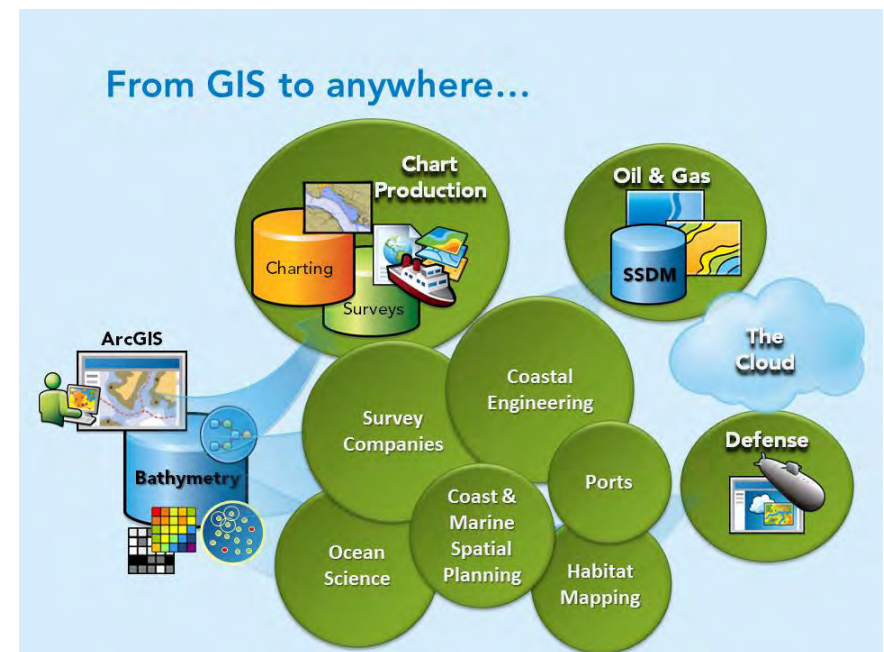 From GIS to anywhere...
Chart
Production
Charting
Surveys
Oil & Gas
SSDM
The
Cloud
ArcGIS
Bathymetry
Survey
Companies
Coastal
Engineering
Defense
Ports
Coast &
Marine
Spatial
Planning
Ocean
Science
Habitat
Mapping